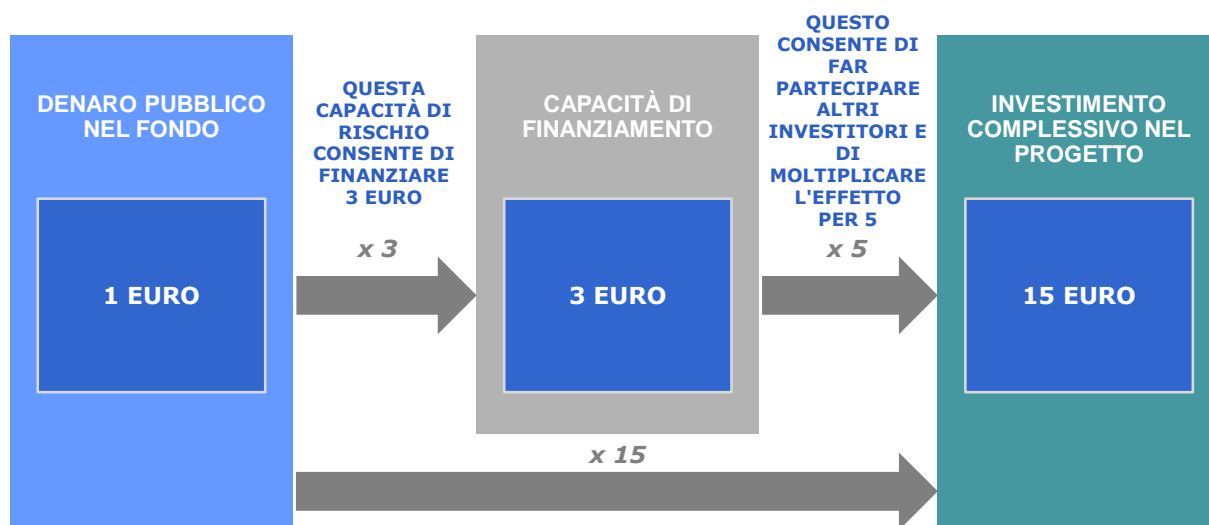 DENARO PUBBLICO
NEL FONDO
1 EURO
QUESTA
CAPACITÀ DI
RISCHIO
CONSENTE DI
FINANZIARE
3 EURO
x 3
CAPACITÀ DI
FINANZIAMENTO
3 EURO
QUESTO
CONSENTE DI
FAR
PARTECIPARE
ALTRI
INVESTITORI E
DI
MOLTIPLICARE
L'EFFETTO
PER 5
x 5
INVESTIMENTO
COMPLESSIVO NEL
PROGETTO
15 EURO
x 15